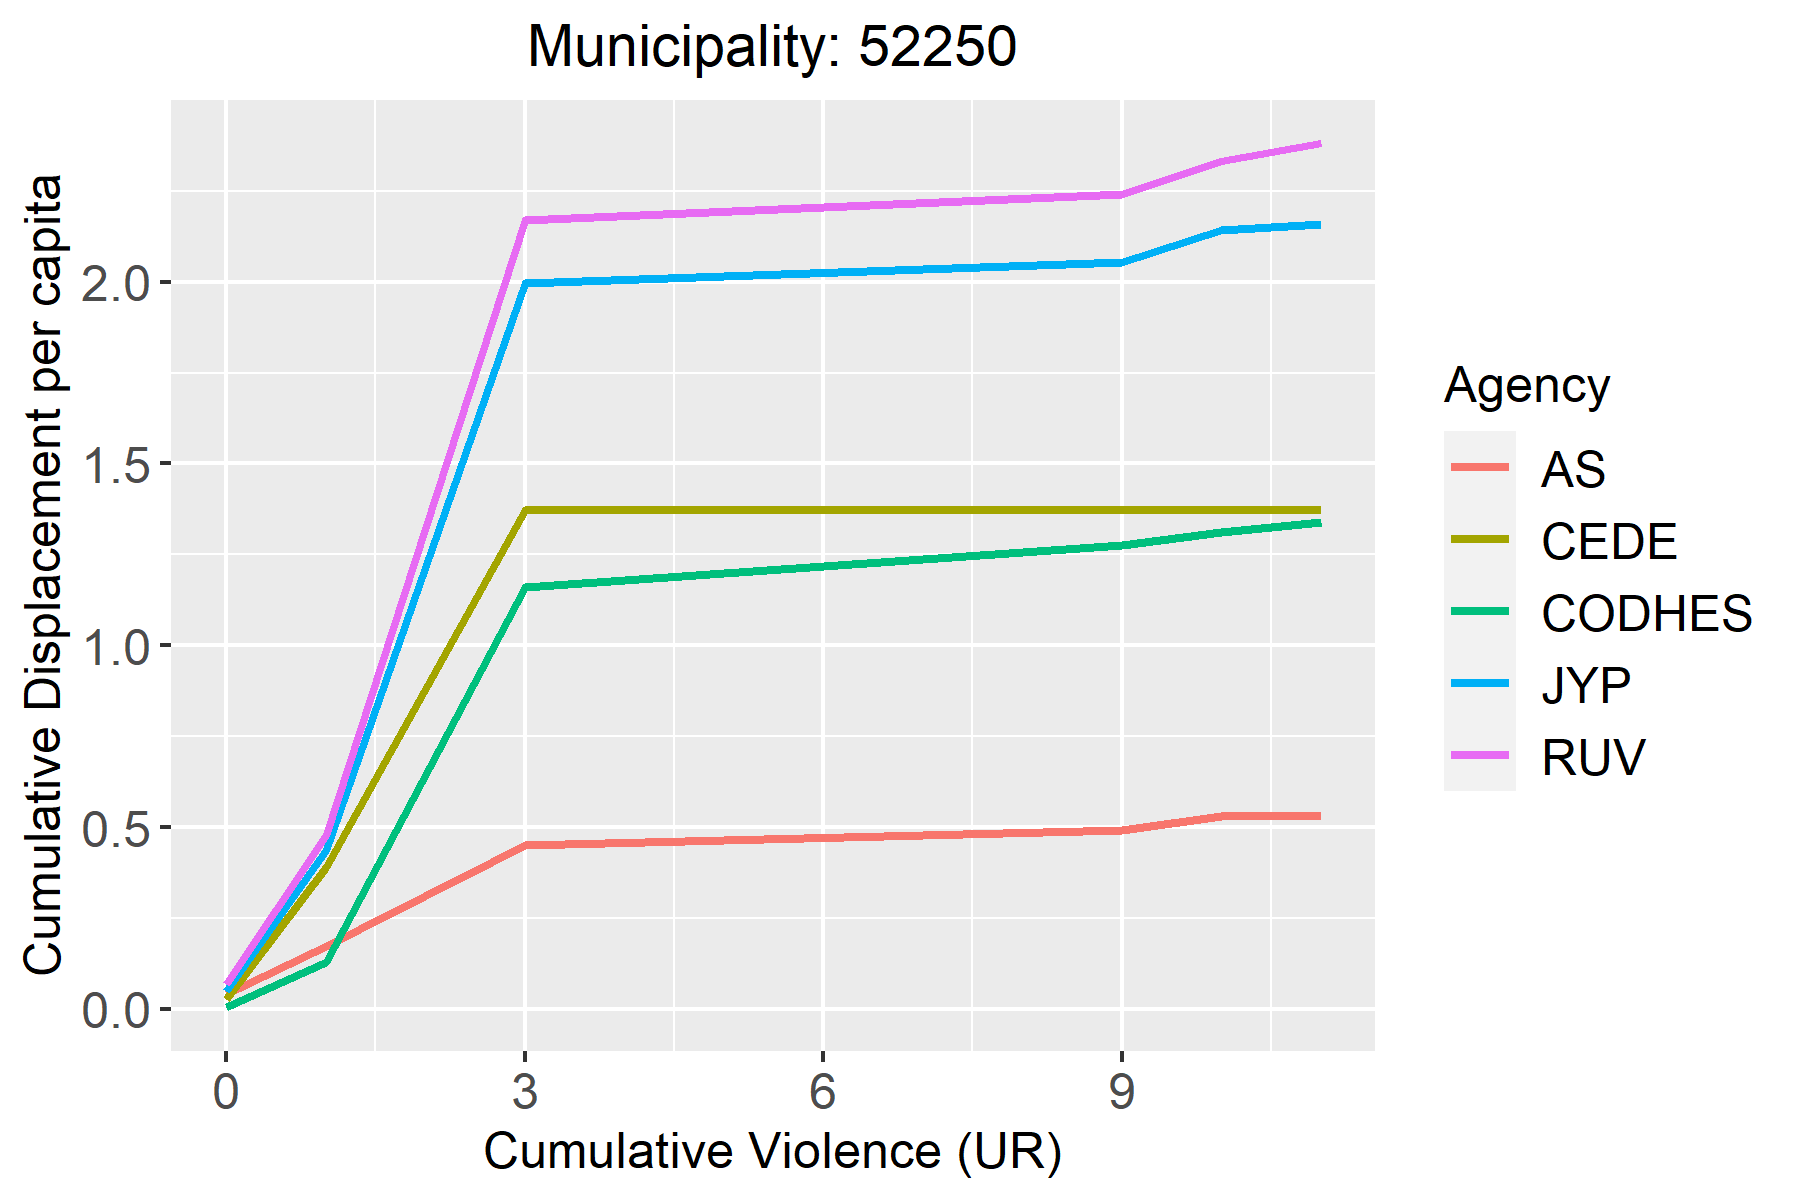 Municipality: 52250
Cumulative Displacement per capita
2.0
1.5
1.0
0.5
0.0
0 3 6 9
Cumulative Violence (UR)
Agency
AS
CEDE
CODHES
JYP
RUV